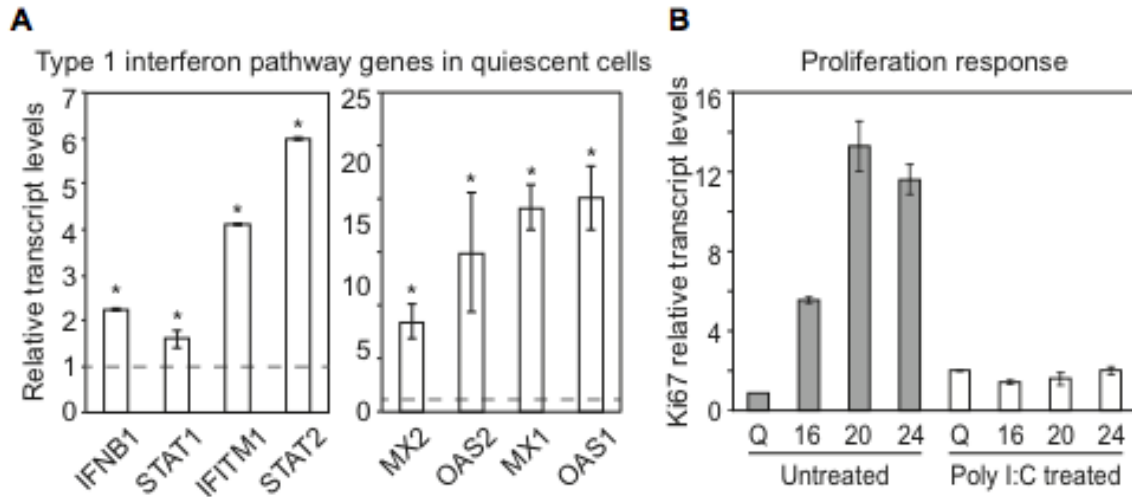 A
Type 1 interferon pathway genes in quiescent cells
Relative transcript levels
7
6
5
4
3
2
1
0
*
*
*
*
IFNB1
STAT1
IFITM1
STAT2
25
20
15
10
5
0
*
*
*
*
MX2
OAS2
MX1
OAS1
B
Proliferation response
Ki67 relative transcript levels
16
12
8
4
0
Q 16 20 24 Q 16 20 24
Untreated Poly I:C treated